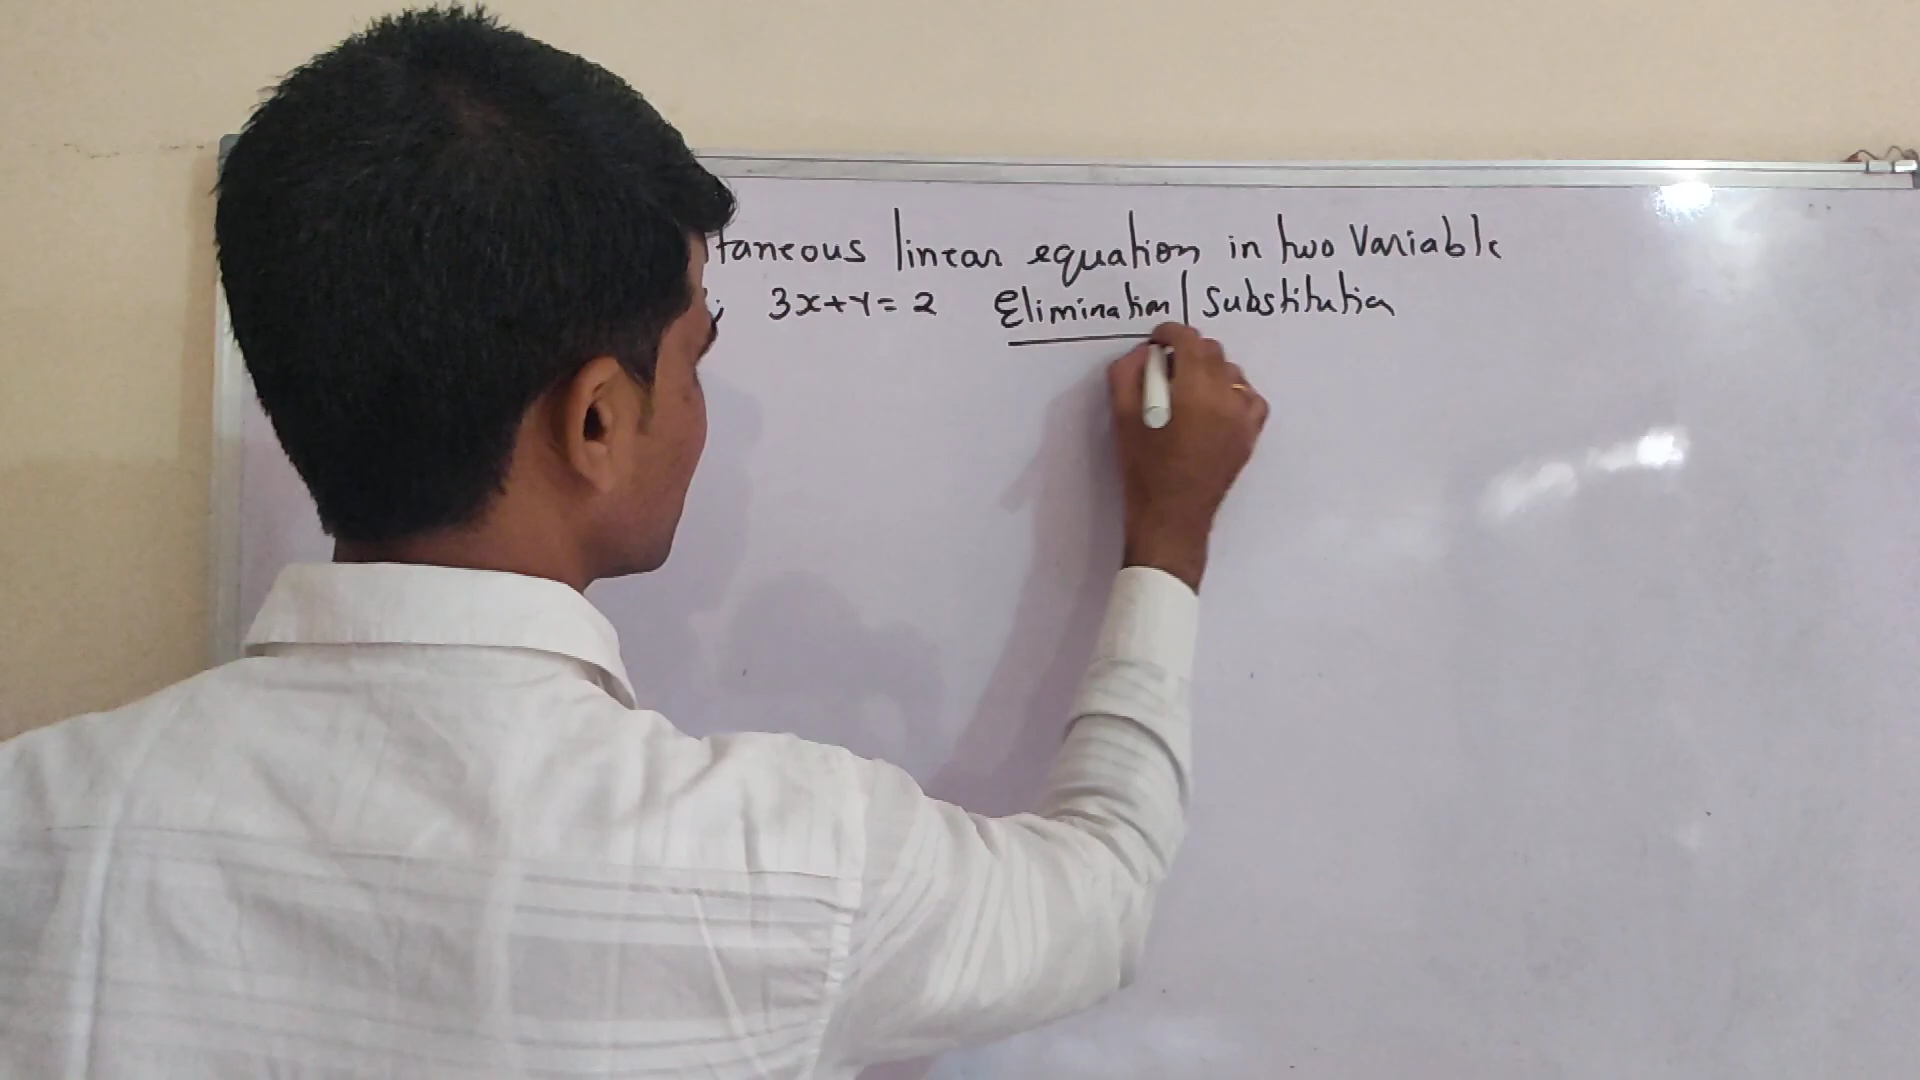 taneous linear equation in two Variable
; 3x+y=2 Elimination/Substitution